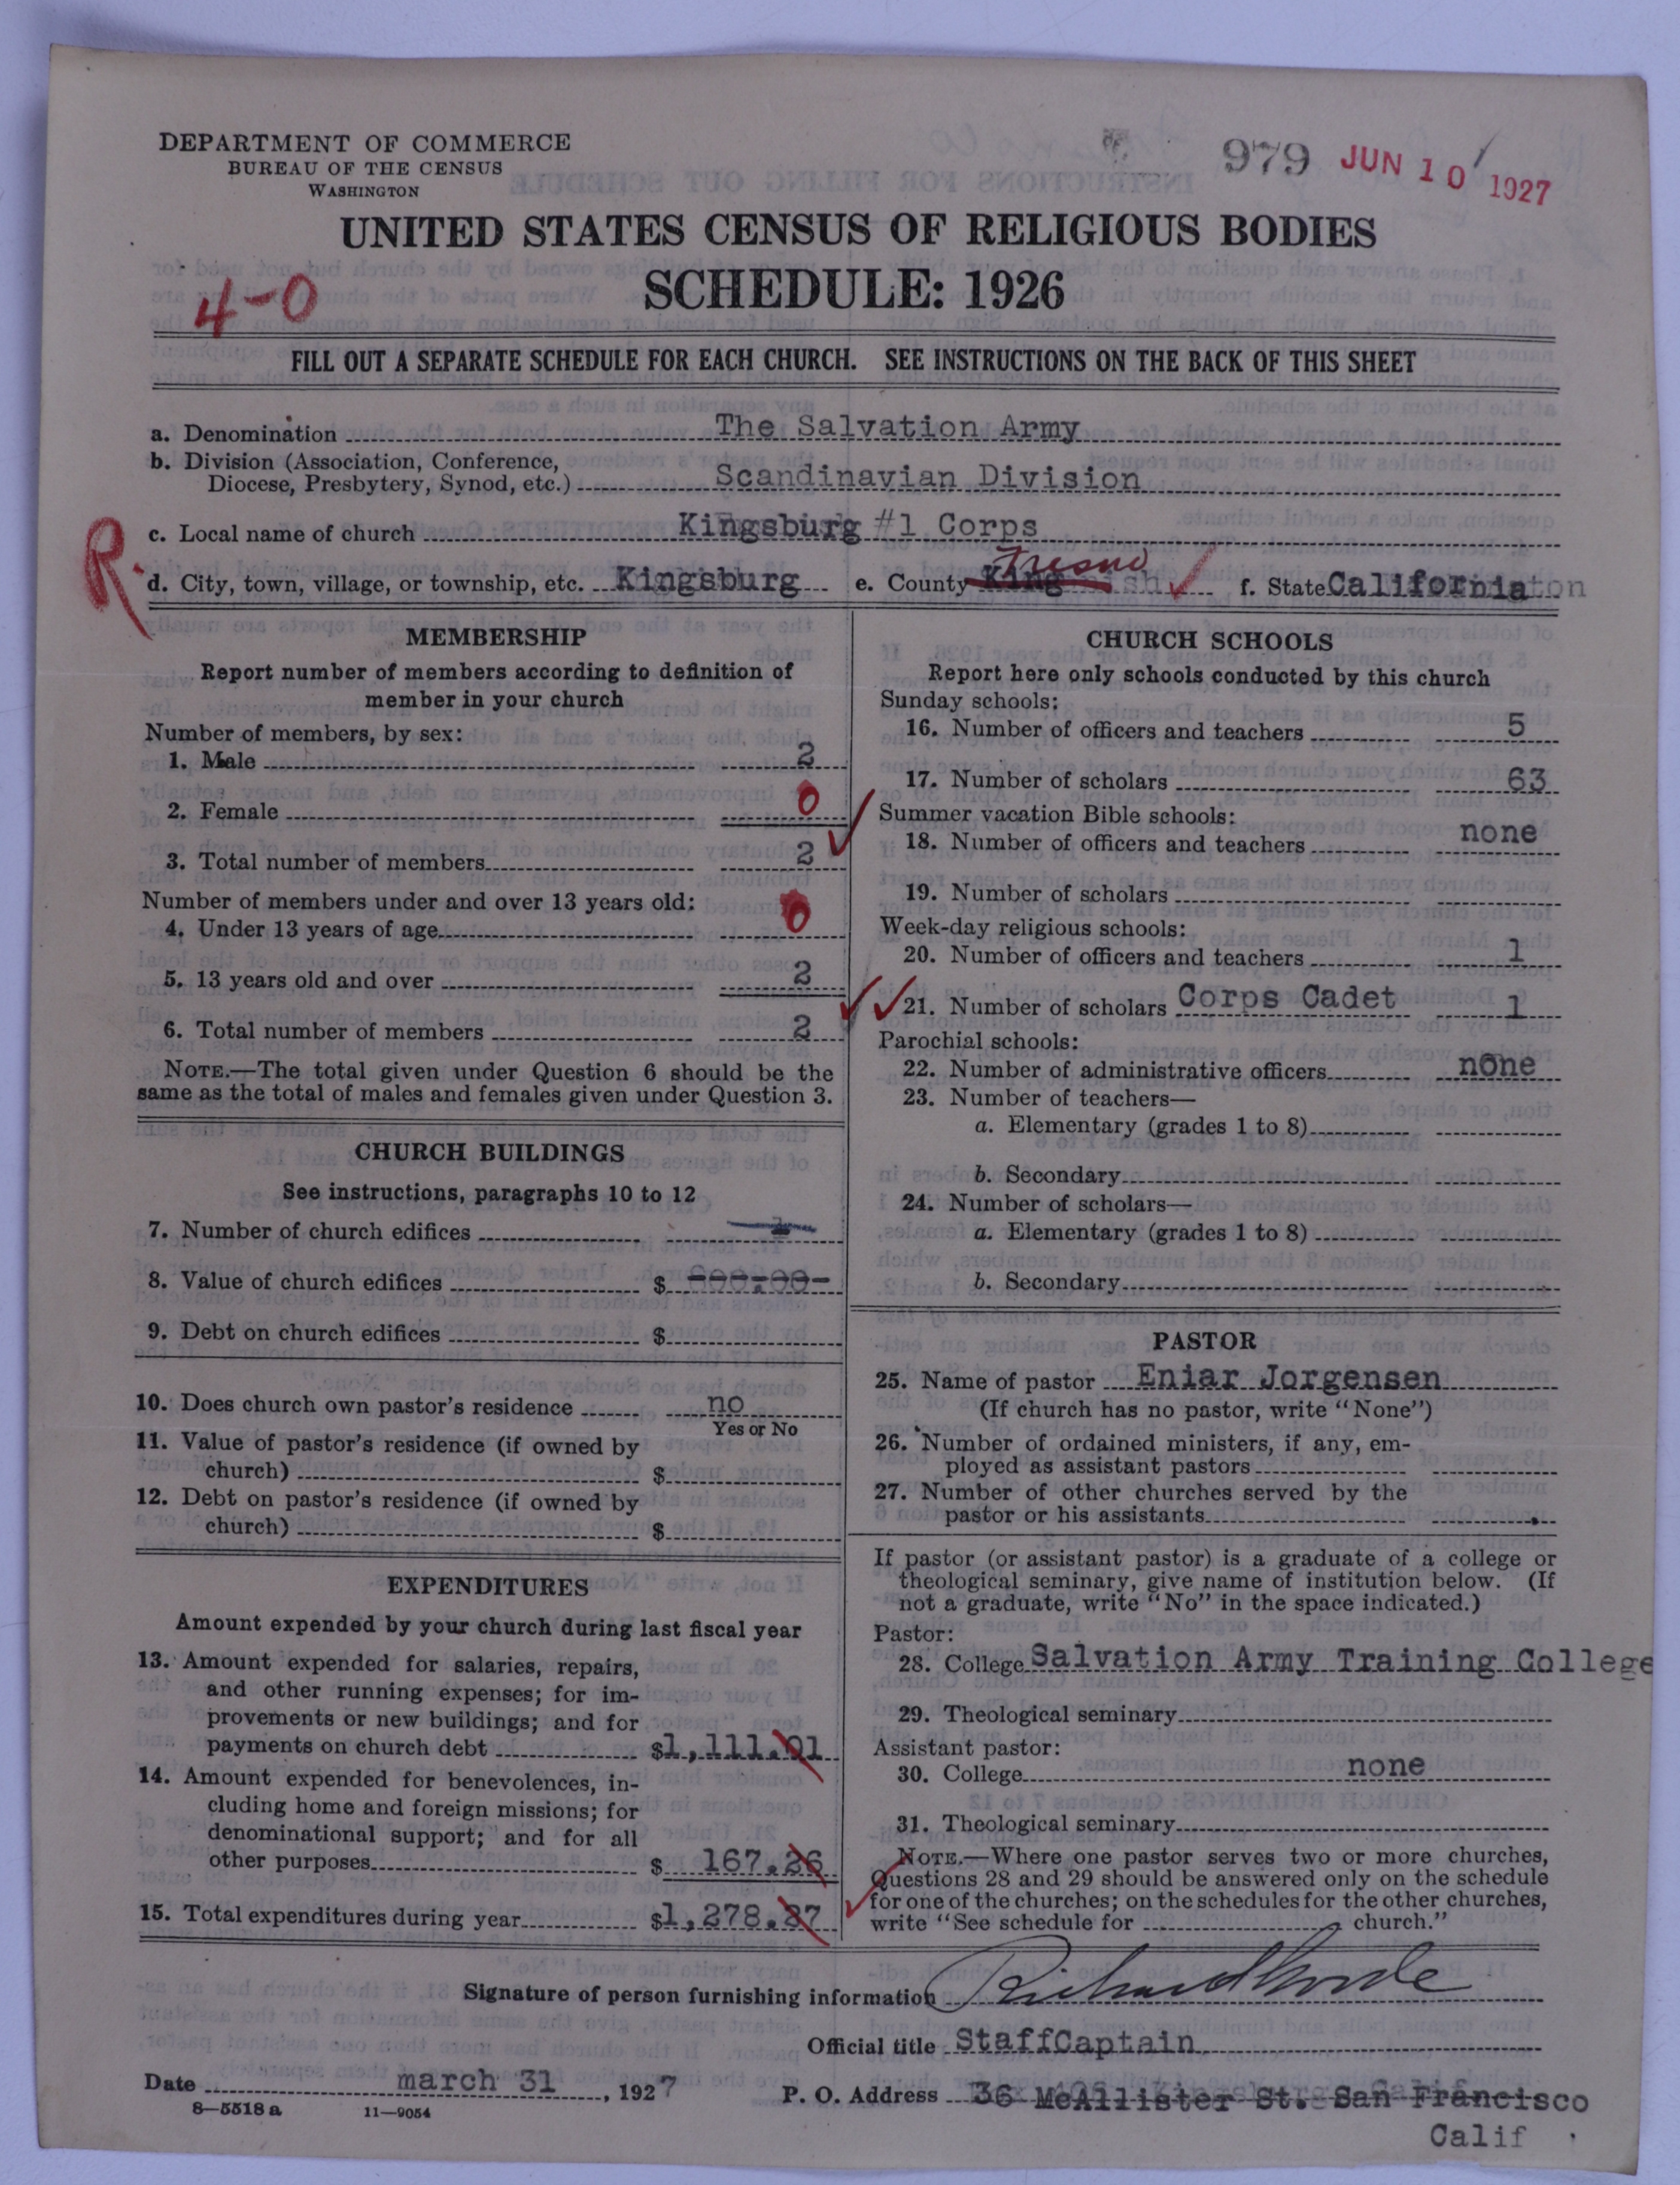 DEPARTMENT OF COMMERCE
BUREAU OF THE CENSUS
WASHINGTON
979 JUN 10 1927
UNITED STATES CENSUS OF RELIGIOUS BODIES
SCHEDULE: 1926
4-0
FILL OUT A SEPARATE SCHEDULE FOR EACH CHURCH. SEE INSTRUCTIONS ON THE BACK OF THIS SHEET
a. Denomination The Salvation Army
b. Division (Association, Conference,
Diocese, Presbytery, Synod, etc.) Scandinavian Division
R
c. Local name of church Kingsburg #1 Corps
d. City, town, village, or township, etc. Kingsburg e. County King Fresno f. State California
MEMBERSHIP
Report number of members according to definition of
member in your church
Number of members, by sex:
1. Male 2
2. Female 0
3. Total number of members 2
Number of members under and over 13 years old:
4. Under 13 years of age 0
5. 13 years old and over 2
6. Total number of members 2
NOTE.—The total given under Question 6 should be the
same as the total of males and females given under Question 3.
CHURCH BUILDINGS
See instructions, paragraphs 10 to 12
7. Number of church edifices
8. Value of church edifices $
9. Debt on church edifices $
10. Does church own pastor's residence no
Yes or No
11. Value of pastor's residence (if owned by
church) $
12. Debt on pastor's residence (if owned by
church) $
EXPENDITURES
Amount expended by your church during last fiscal year
13. Amount expended for salaries, repairs,
and other running expenses; for im-
provements or new buildings; and for
payments on church debt $1,111.01
14. Amount expended for benevolences, in-
cluding home and foreign missions; for
denominational support; and for all
other purposes $ 167.26
15. Total expenditures during year $1,278.27
CHURCH SCHOOLS
Report here only schools conducted by this church
Sunday schools:
16. Number of officers and teachers 5
17. Number of scholars 63
Summer vacation Bible schools:
18. Number of officers and teachers none
19. Number of scholars
Week-day religious schools:
20. Number of officers and teachers 1
21. Number of scholars Corps Cadet 1
Parochial schools:
22. Number of administrative officers none
23. Number of teachers—
a. Elementary (grades 1 to 8)
b. Secondary
24. Number of scholars—
a. Elementary (grades 1 to 8)
b. Secondary
PASTOR
25. Name of pastor Eniar Jorgensen
(If church has no pastor, write "None")
26. Number of ordained ministers, if any, em-
ployed as assistant pastors
27. Number of other churches served by the
pastor or his assistants
If pastor (or assistant pastor) is a graduate of a college or
theological seminary, give name of institution below. (If
not a graduate, write "No" in the space indicated.)
Pastor:
28. College Salvation Army Training College
29. Theological seminary
Assistant pastor:
30. College none
31. Theological seminary
NOTE.—Where one pastor serves two or more churches,
Questions 28 and 29 should be answered only on the schedule
for one of the churches; on the schedules for the other churches,
write "See schedule for church."
Signature of person furnishing information
Official title StaffCaptain
Date march 31, 1927 P. O. Address 36 McAllister St. San Francisco
Calif
8—5518 a 11—9054